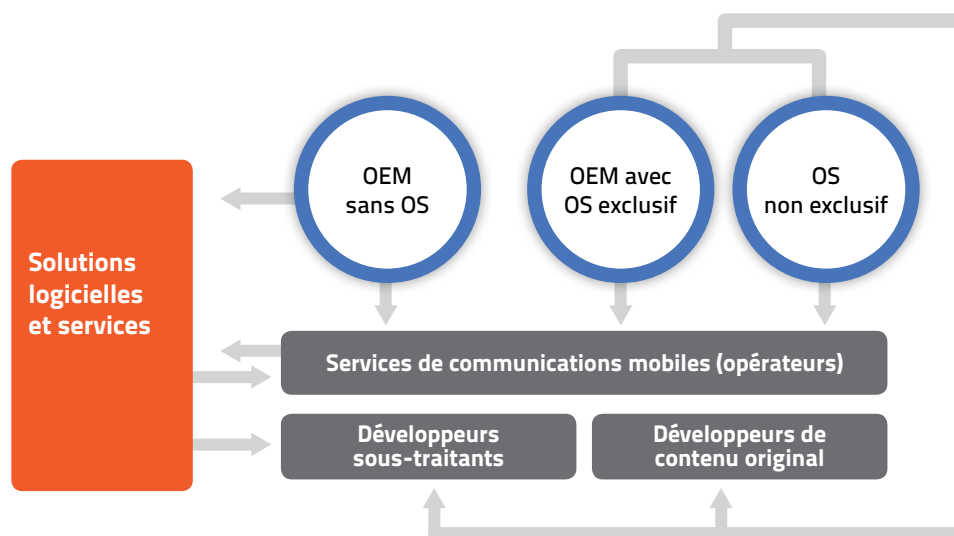 OEM
sans OS
OEM avec
OS exclusif
OS
non exclusif
Solutions
logicielles
et services
Services de communications mobiles (opérateurs)
Développeurs
sous-traitants
Développeurs de
contenu original